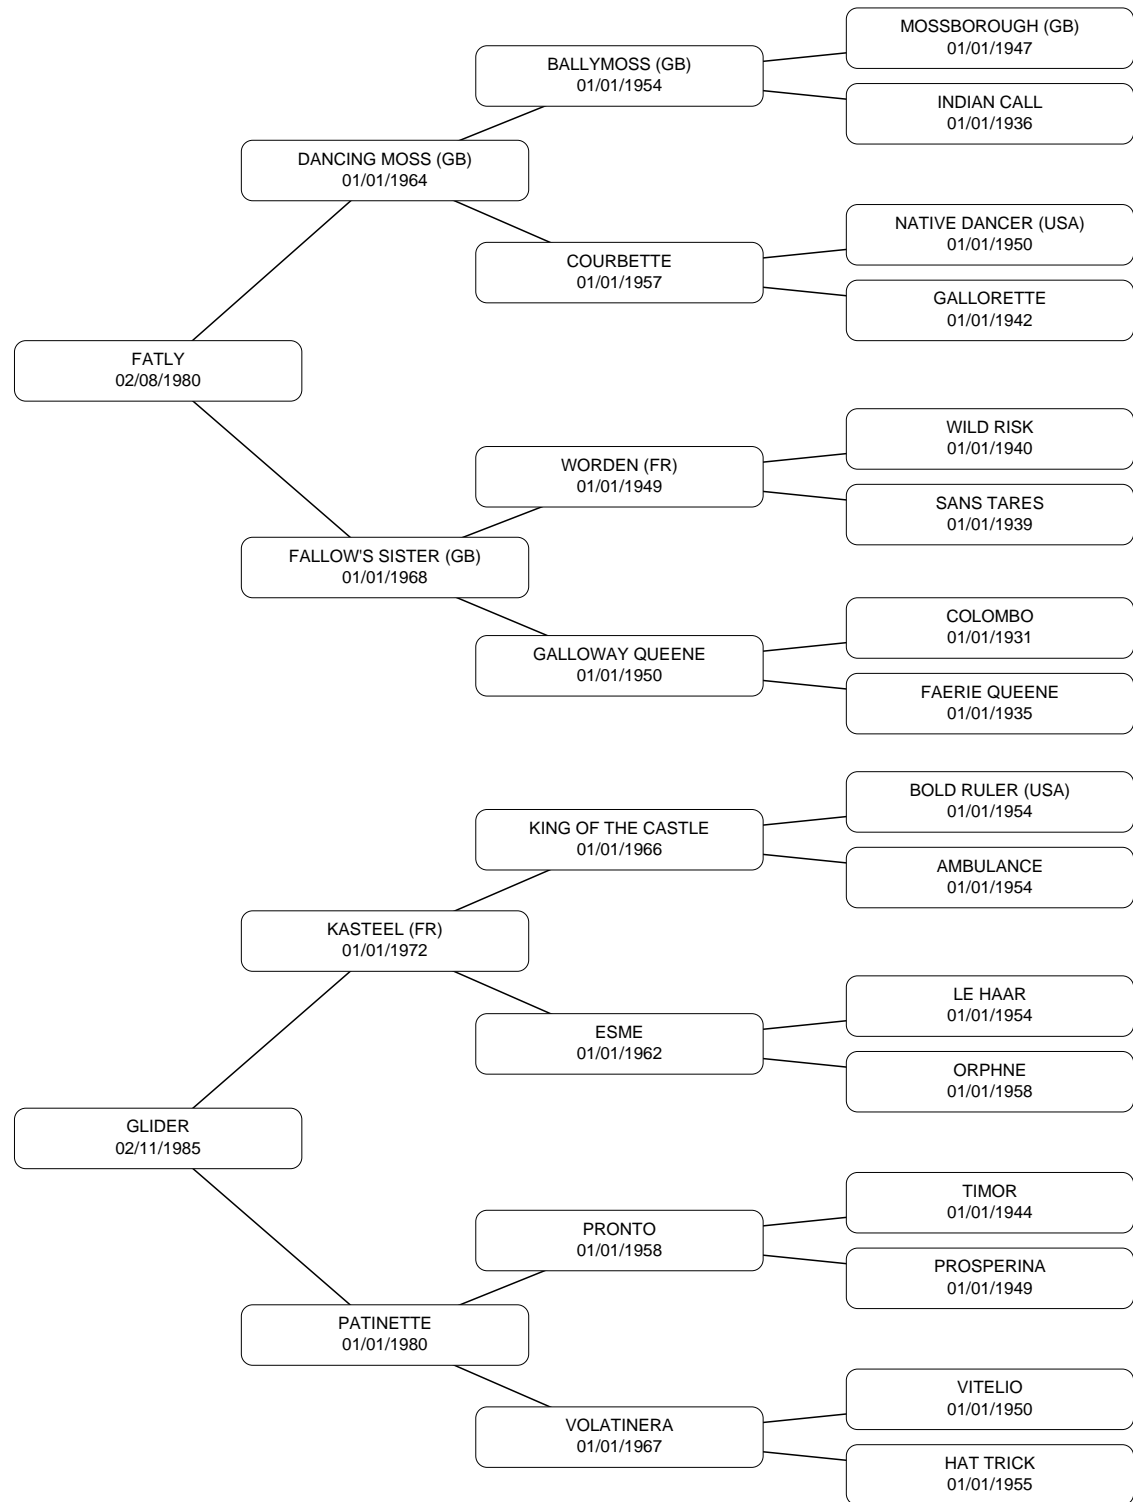 MOSSBOROUGH (GB)
01/01/1947
BALLYMOSS (GB)
01/01/1954
INDIAN CALL
01/01/1936
DANCING MOSS (GB)
01/01/1964
NATIVE DANCER (USA)
01/01/1950
COURBETTE
01/01/1957
GALLORETTE
01/01/1942
FATLY
02/08/1980
WILD RISK
01/01/1940
WORDEN (FR)
01/01/1949
SANS TARES
01/01/1939
FALLOW'S SISTER (GB)
01/01/1968
COLOMBO
01/01/1931
GALLOWAY QUEENE
01/01/1950
FAERIE QUEENE
01/01/1935
BOLD RULER (USA)
01/01/1954
KING OF THE CASTLE
01/01/1966
AMBULANCE
01/01/1954
KASTEEL (FR)
01/01/1972
LE HAAR
01/01/1954
ESME
01/01/1962
ORPHNE
01/01/1958
GLIDER
02/11/1985
TIMOR
01/01/1944
PRONTO
01/01/1958
PROSPERINA
01/01/1949
PATINETTE
01/01/1980
VITELIO
01/01/1950
VOLATINERA
01/01/1967
HAT TRICK
01/01/1955